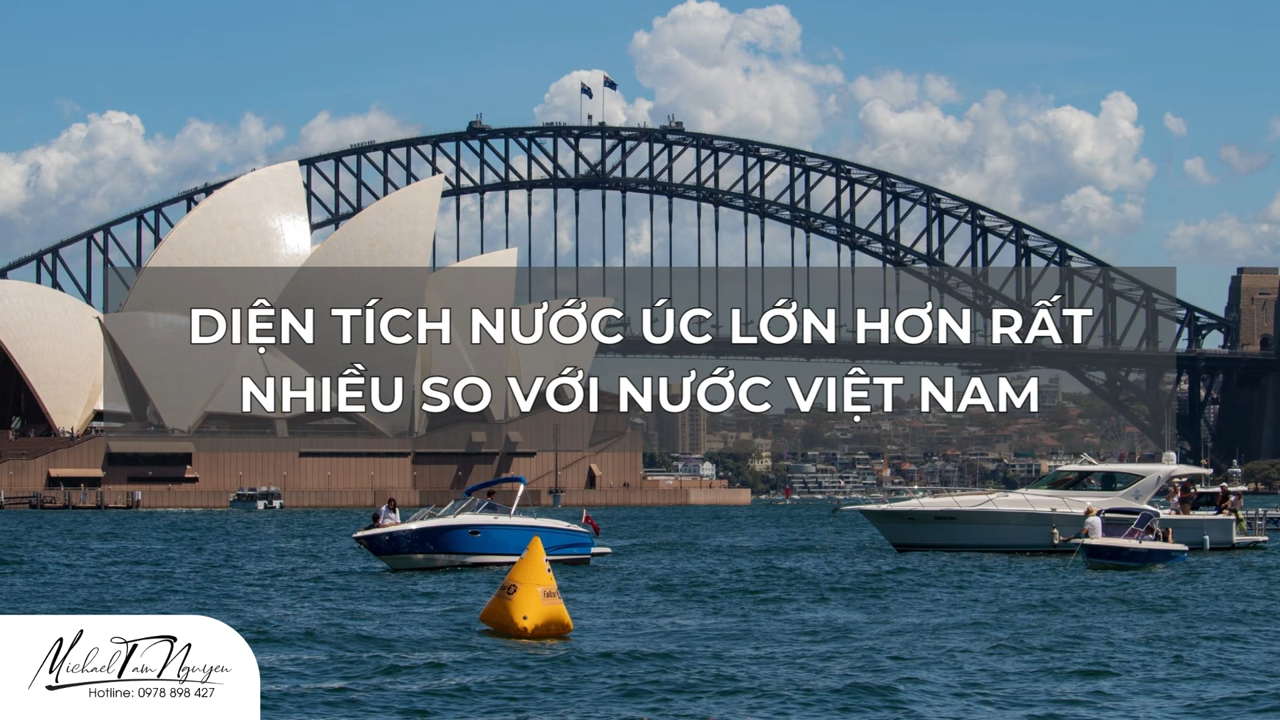 DIỆN TÍCH NƯỚC ÚC LỚN HƠN RẤT
NHIỀU SO VỚI NƯỚC VIỆT NAM
Michael Tam Nguyen
Hotline: 0978 898 427